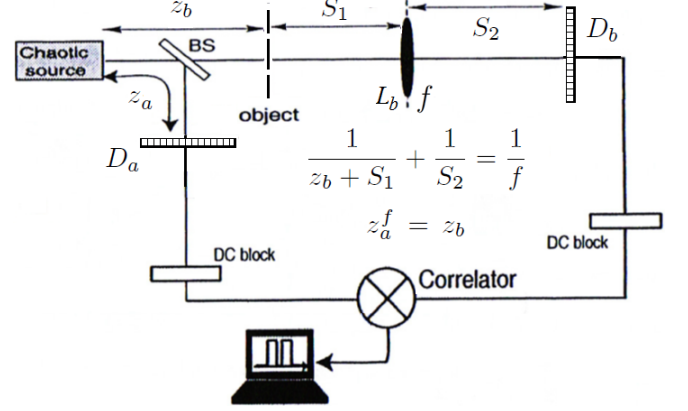 z_b
S_1
S_2
D_b
Chaotic
source
BS
z_a
object
L_b
f
D_a
1/(z_b + S_1) + 1/S_2 = 1/f
z_a^f = z_b
DC block
DC block
Correlator